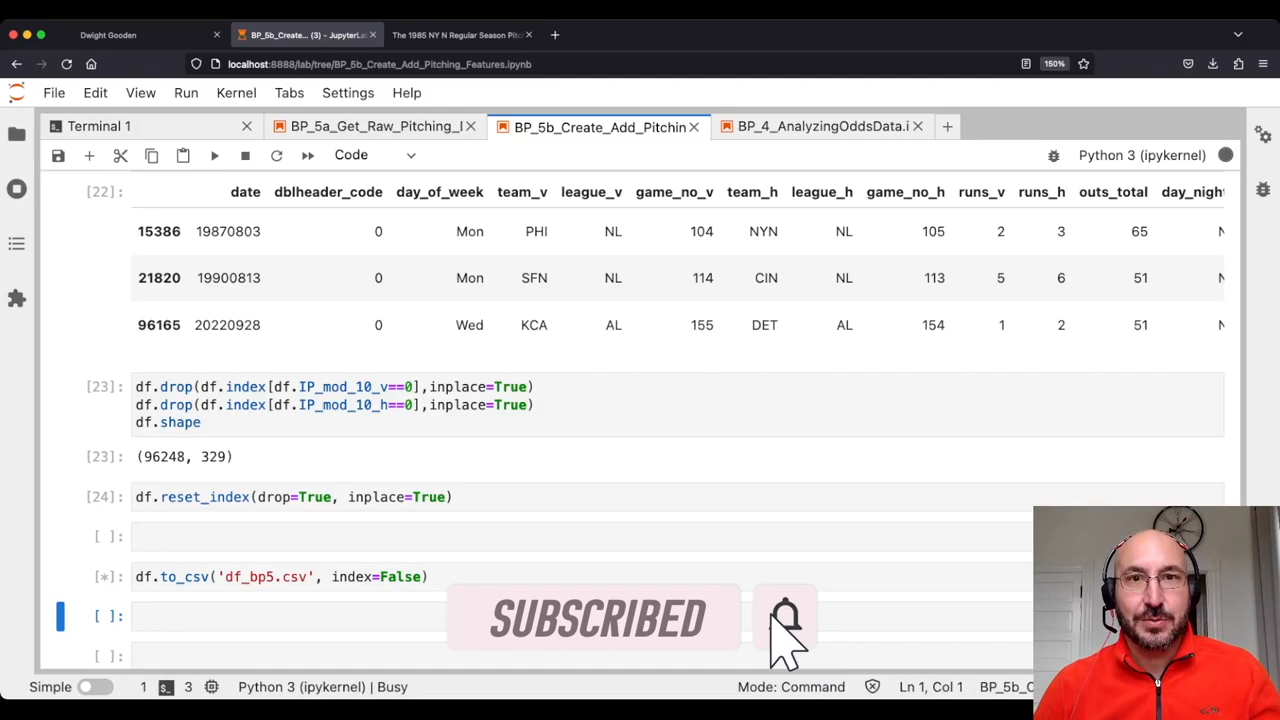 Dwight Gooden
BP_5b_Create... (3) - JupyterLa
The 1985 NY N Regular Season Pitc
localhost:8888/lab/tree/BP_5b_Create_Add_Pitching_Features.ipynb
150%
File Edit View Run Kernel Tabs Settings Help
Terminal 1
BP_5a_Get_Raw_Pitching_I
BP_5b_Create_Add_Pitchin
BP_4_AnalyzingOddsData.i
Code
Python 3 (ipykernel)
[22]:
date dblheader_code day_of_week team_v league_v game_no_v team_h league_h game_no_h runs_v runs_h outs_total day_night
15386 19870803 0 Mon PHI NL 104 NYN NL 105 2 3 65 N
21820 19900813 0 Mon SFN NL 114 CIN NL 113 5 6 51 N
96165 20220928 0 Wed KCA AL 155 DET AL 154 1 2 51 N
[23]: df.drop(df.index[df.IP_mod_10_v==0],inplace=True)
df.drop(df.index[df.IP_mod_10_h==0],inplace=True)
df.shape
[23]: (96248, 329)
[24]: df.reset_index(drop=True, inplace=True)
[ ]:
[*]: df.to_csv('df_bp5.csv', index=False)
[ ]:
SUBSCRIBED
[ ]:
Simple 1 3 Python 3 (ipykernel) | Busy Mode: Command Ln 1, Col 1 BP_5b_C